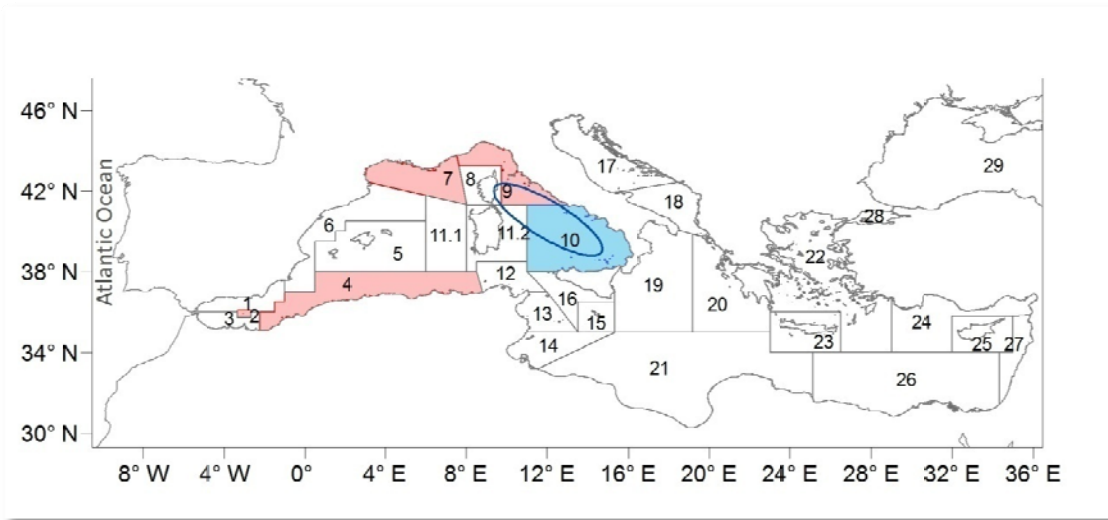 46° N
42° N
38° N
34° N
30° N
Atlantic Ocean
8° W
4° W
0°
4° E
8° E
12° E
16° E
20° E
24° E
28° E
32° E
36° E
1
2
3
4
5
6
7
8
9
10
11.1
11.2
12
13
14
15
16
17
18
19
20
21
22
23
24
25
26
27
28
29